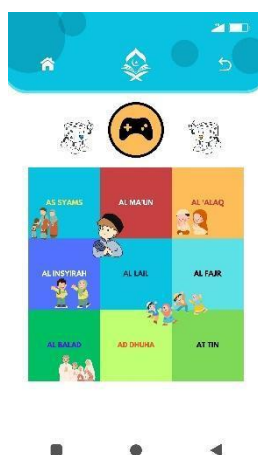 AS SYAMS
AL MA'UN
AL 'ALAQ
AL INSYIRAH
AL LAIL
AL FAJR
AL BALAD
AD DHUHA
AT TIN